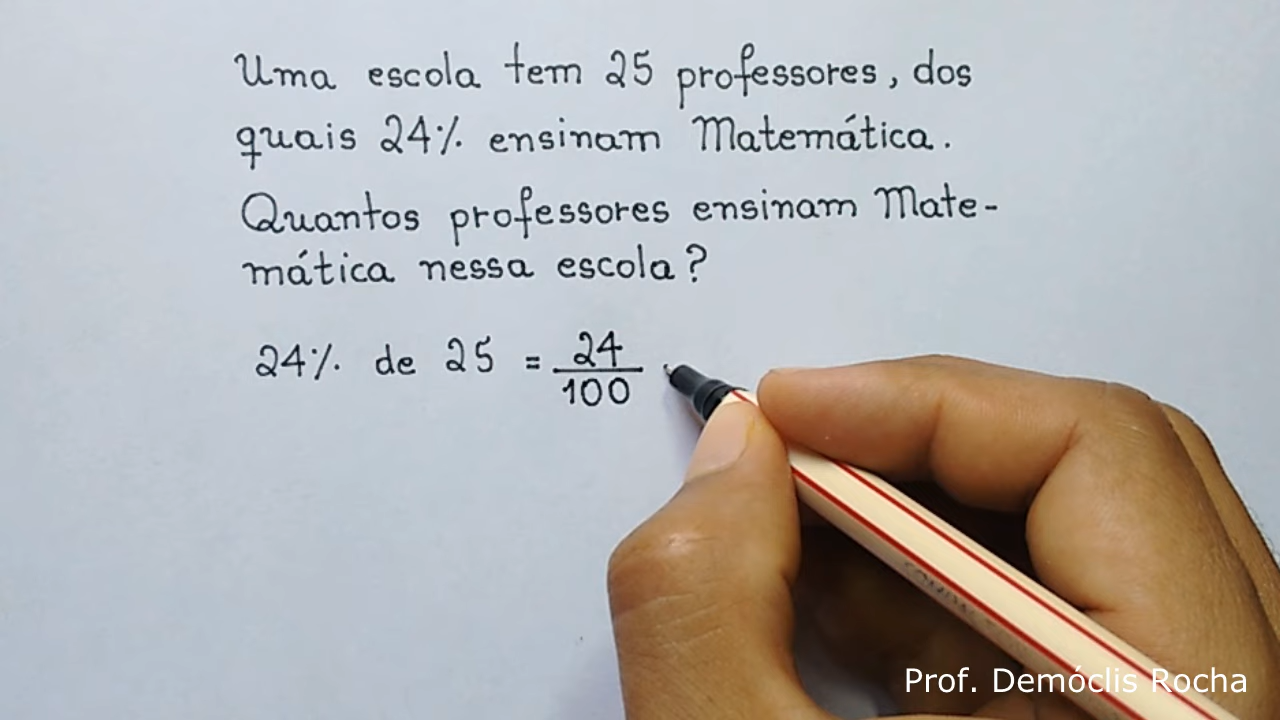 Uma escola tem 25 professores, dos
quais 24% ensinam Matemática.
Quantos professores ensinam Mate-
mática nessa escola?
24% de 25 = 24/100
Prof. Demóclis Rocha